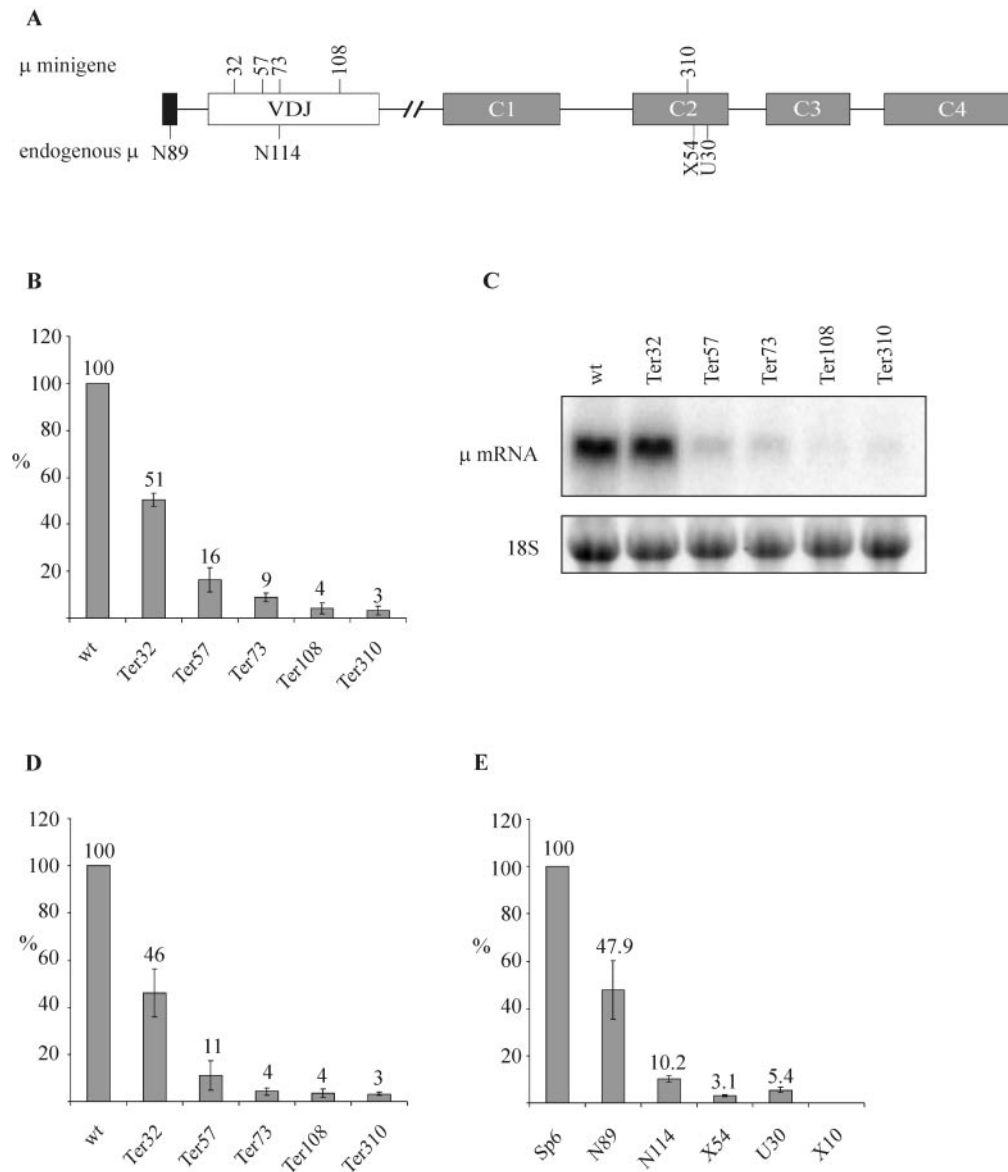 A
μ minigene
32 57 73 108 310
VDJ C1 C2 C3 C4
endogenous μ N89 N114 X54 U30
B
120
100
80
60
40
20
%
100 51 16 9 4 3
wt Ter32 Ter57 Ter73 Ter108 Ter310
C
wt Ter32 Ter57 Ter73 Ter108 Ter310
μ mRNA
18S
D
120
100
80
60
40
20
%
100 46 11 4 4 3
wt Ter32 Ter57 Ter73 Ter108 Ter310
E
120
100
80
60
40
20
%
100 47.9 10.2 3.1 5.4
Sp6 N89 N114 X54 U30 X10